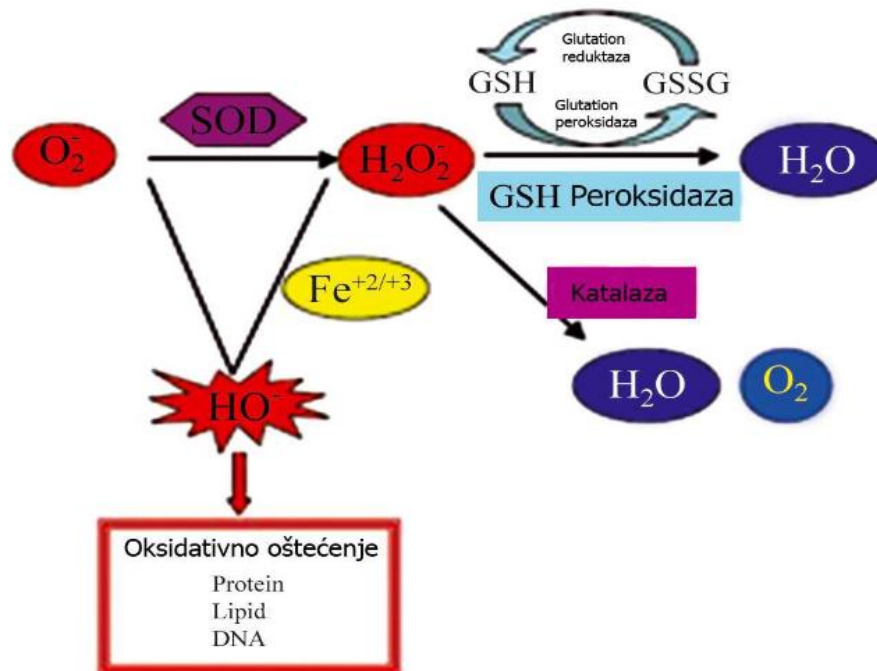 Glutation
reduktaza
GSH
GSSG
Glutation
peroksidaza
SOD
O₂⁻
H₂O₂⁻
H₂O
GSH Peroksidaza
Fe⁺²/⁺³
Katalaza
HO⁻
H₂O
O₂
Oksidativno oštećenje
Protein
Lipid
DNA